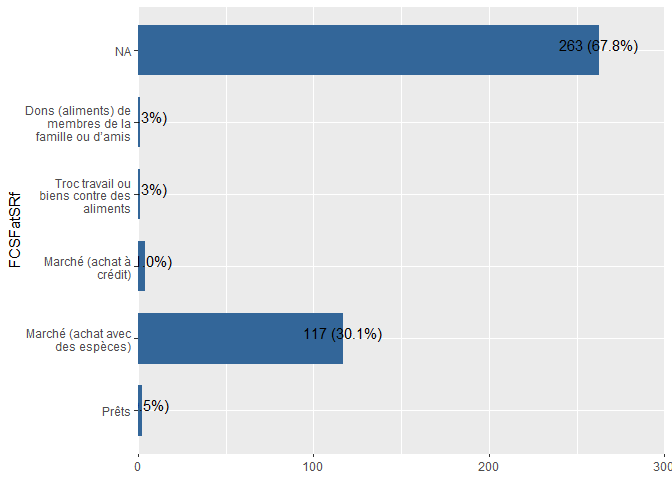 FCSFatSRf
NA
263 (67.8%)
Dons (aliments) de
membres de la
famille ou d'amis
3%)
Troc travail ou
biens contre des
aliments
3%)
Marché (achat à
crédit)
.0%)
Marché (achat avec
des espèces)
117 (30.1%)
Prêts
5%)
0
100
200
300